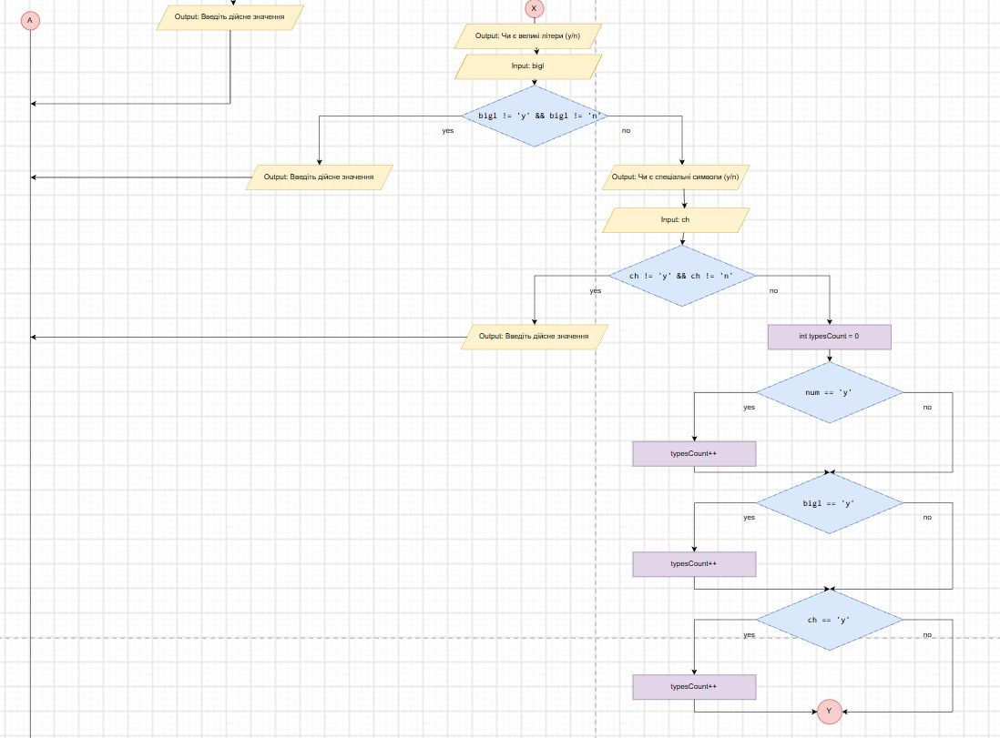 X
Output: Введіть дійсне значення
A
Output: Чи є великі літери (y/n)
Input: bigl
bigl != 'y' && bigl != 'n'
yes
no
Output: Введіть дійсне значення
Output: Чи є спеціальні символи (y/n)
Input: ch
ch != 'y' && ch != 'n'
yes
no
Output: Введіть дійсне значення
int typesCount = 0
num == 'y'
yes
no
typesCount++
bigl == 'y'
yes
no
typesCount++
ch == 'y'
yes
no
typesCount++
Y